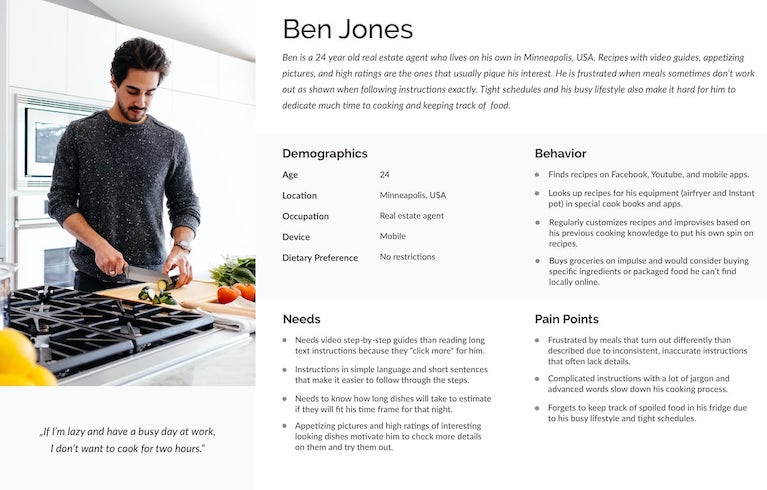 Ben Jones
Ben is a 24 year old real estate agent who lives on his own in Minneapolis, USA. Recipes with video guides, appetizing
pictures, and high ratings are the ones that usually pique his interest. He is frustrated when meals sometimes don't work
out as shown when following instructions exactly. Tight schedules and his busy lifestyle also make it hard for him to
dedicate much time to cooking and keeping track of food.
Demographics
Age 24
Location Minneapolis, USA
Occupation Real estate agent
Device Mobile
Dietary Preference No restrictions
Behavior
Finds recipes on Facebook, Youtube, and mobile apps.
Looks up recipes for his equipment (airfryer and Instant
pot) in special cook books and apps.
Regularly customizes recipes and improvises based on
his previous cooking knowledge to put his own spin on
recipes.
Buys groceries on impulse and would consider buying
specific ingredients or packaged food he can't find
locally online.
Needs
Needs video step-by-step guides than reading long
text instructions because they "click more" for him.
Instructions in simple language and short sentences
that make it easier to follow through the steps.
Needs to know how long dishes will take to estimate
if they will fit his time frame for that night.
Appetizing pictures and high ratings of interesting
looking dishes motivate him to check more details
on them and try them out.
Pain Points
Frustrated by meals that turn out differently than
described due to inconsistent, inaccurate instructions
that often lack details.
Complicated instructions with a lot of jargon and
advanced words slow down his cooking process.
Forgets to keep track of spoiled food in his fridge due
to his busy lifestyle and tight schedules.
„If I'm lazy and have a busy day at work,
I don't want to cook for two hours."